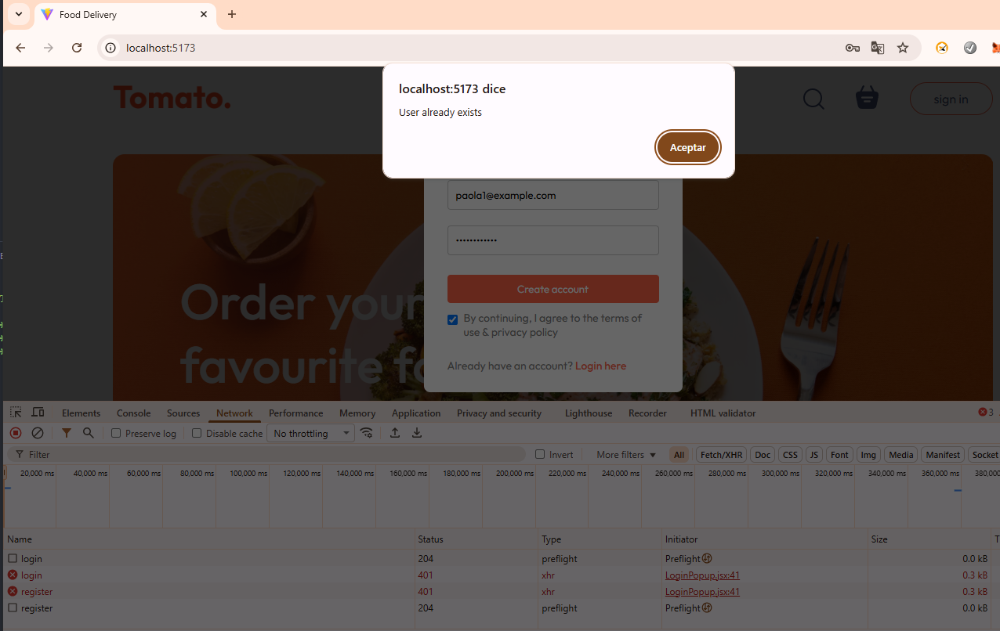 Food Delivery
localhost:5173
localhost:5173 dice
User already exists
Aceptar
Tomato.
sign in
paola1@example.com
Create account
By continuing, I agree to the terms of
use & privacy policy
Already have an account? Login here
Order your
favourite fo
Elements Console Sources Network Performance Memory Application Privacy and security Lighthouse Recorder HTML validator 3
Preserve log Disable cache No throttling
Filter Invert More filters All Fetch/XHR Doc CSS JS Font Img Media Manifest Socket
20,000 ms 40,000 ms 60,000 ms 80,000 ms 100,000 ms 120,000 ms 140,000 ms 160,000 ms 180,000 ms 200,000 ms 220,000 ms 240,000 ms 260,000 ms 280,000 ms 300,000 ms 320,000 ms 340,000 ms 360,000 ms 380,000
Name Status Type Initiator Size T
login 204 preflight Preflight 0.0 kB
login 401 xhr LoginPopup.jsx:41 0.3 kB
register 401 xhr LoginPopup.jsx:41 0.3 kB
register 204 preflight Preflight 0.0 kB